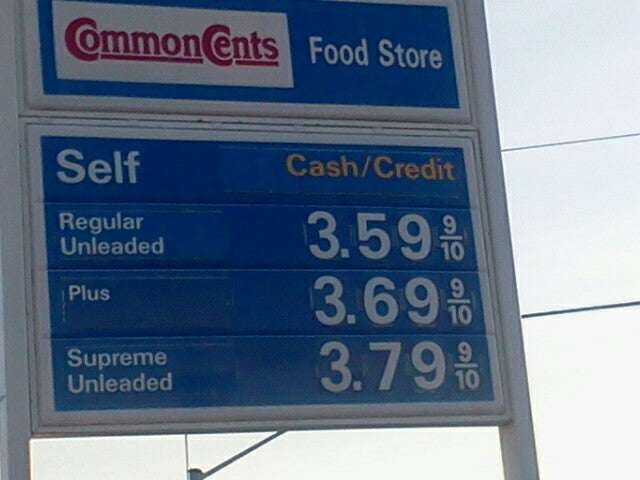 CommonCents Food Store
Self Cash/Credit
Regular
Unleaded 3.59 9/10
Plus 3.69 9/10
Supreme
Unleaded 3.79 9/10